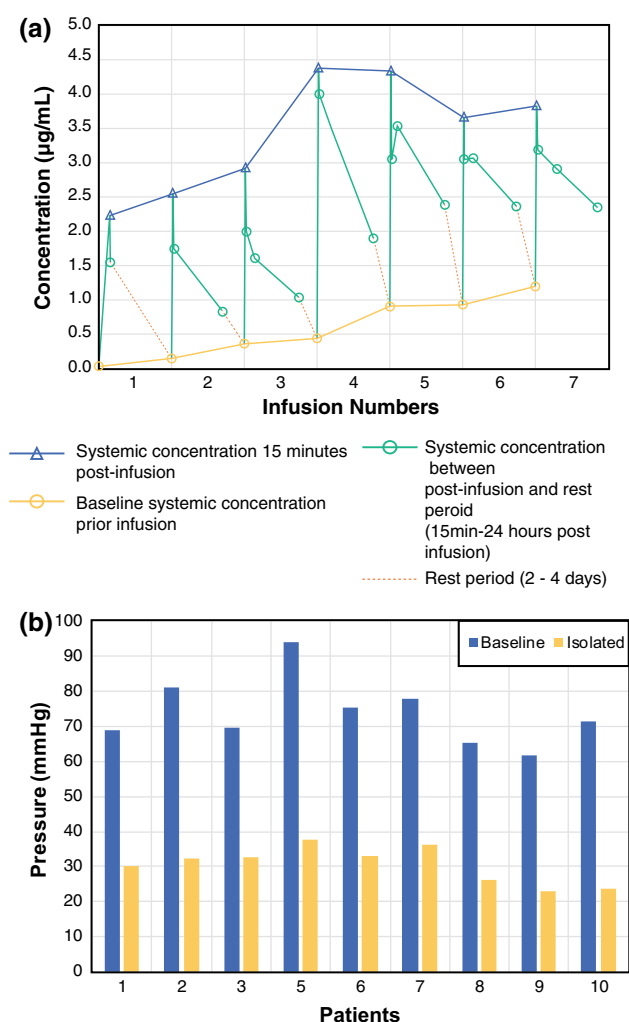 (a)
Concentration (µg/mL)
5.0
4.5
4.0
3.5
3.0
2.5
2.0
1.5
1.0
0.5
0.0
1 2 3 4 5 6 7
Infusion Numbers
Systemic concentration 15 minutes
post-infusion
Baseline systemic concentration
prior infusion
Systemic concentration
between
post-infusion and rest
peroid
(15min-24 hours post
infusion)
Rest period (2 - 4 days)
(b)
Pressure (mmHg)
100
90
80
70
60
50
40
30
20
10
0
Baseline Isolated
1 2 3 5 6 7 8 9 10
Patients